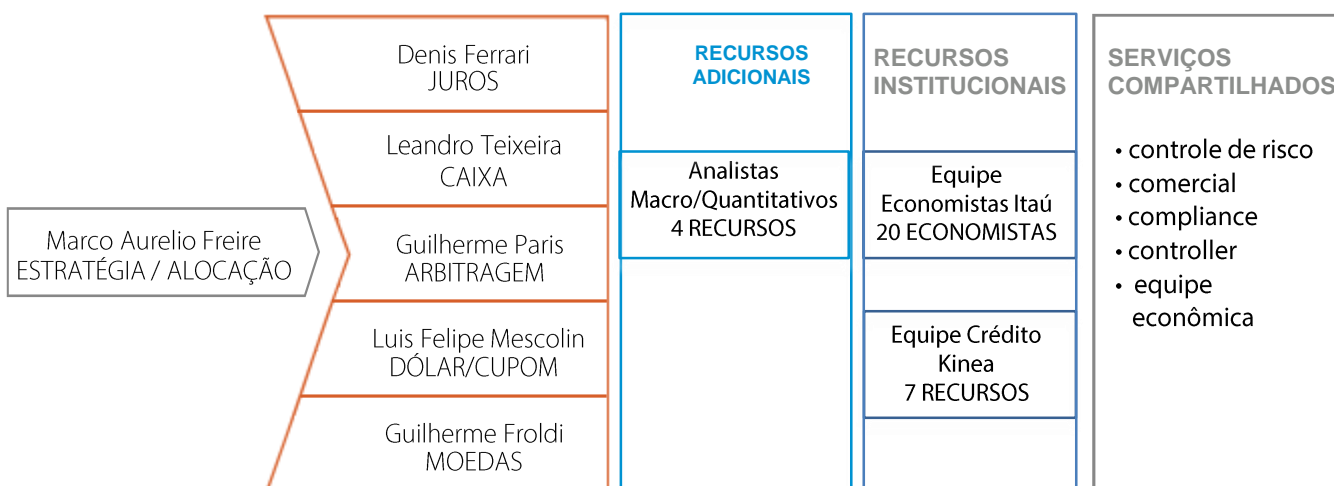 Marco Aurelio Freire
ESTRATÉGIA / ALOCAÇÃO
Denis Ferrari
JUROS
Leandro Teixeira
CAIXA
Guilherme Paris
ARBITRAGEM
Luis Felipe Mescolin
DÓLAR/CUPOM
Guilherme Froldi
MOEDAS
RECURSOS
ADICIONAIS
Analistas
Macro/Quantitativos
4 RECURSOS
RECURSOS
INSTITUCIONAIS
Equipe
Economistas Itaú
20 ECONOMISTAS
Equipe Crédito
Kinea
7 RECURSOS
SERVIÇOS
COMPARTILHADOS
• controle de risco
• comercial
• compliance
• controller
• equipe
econômica